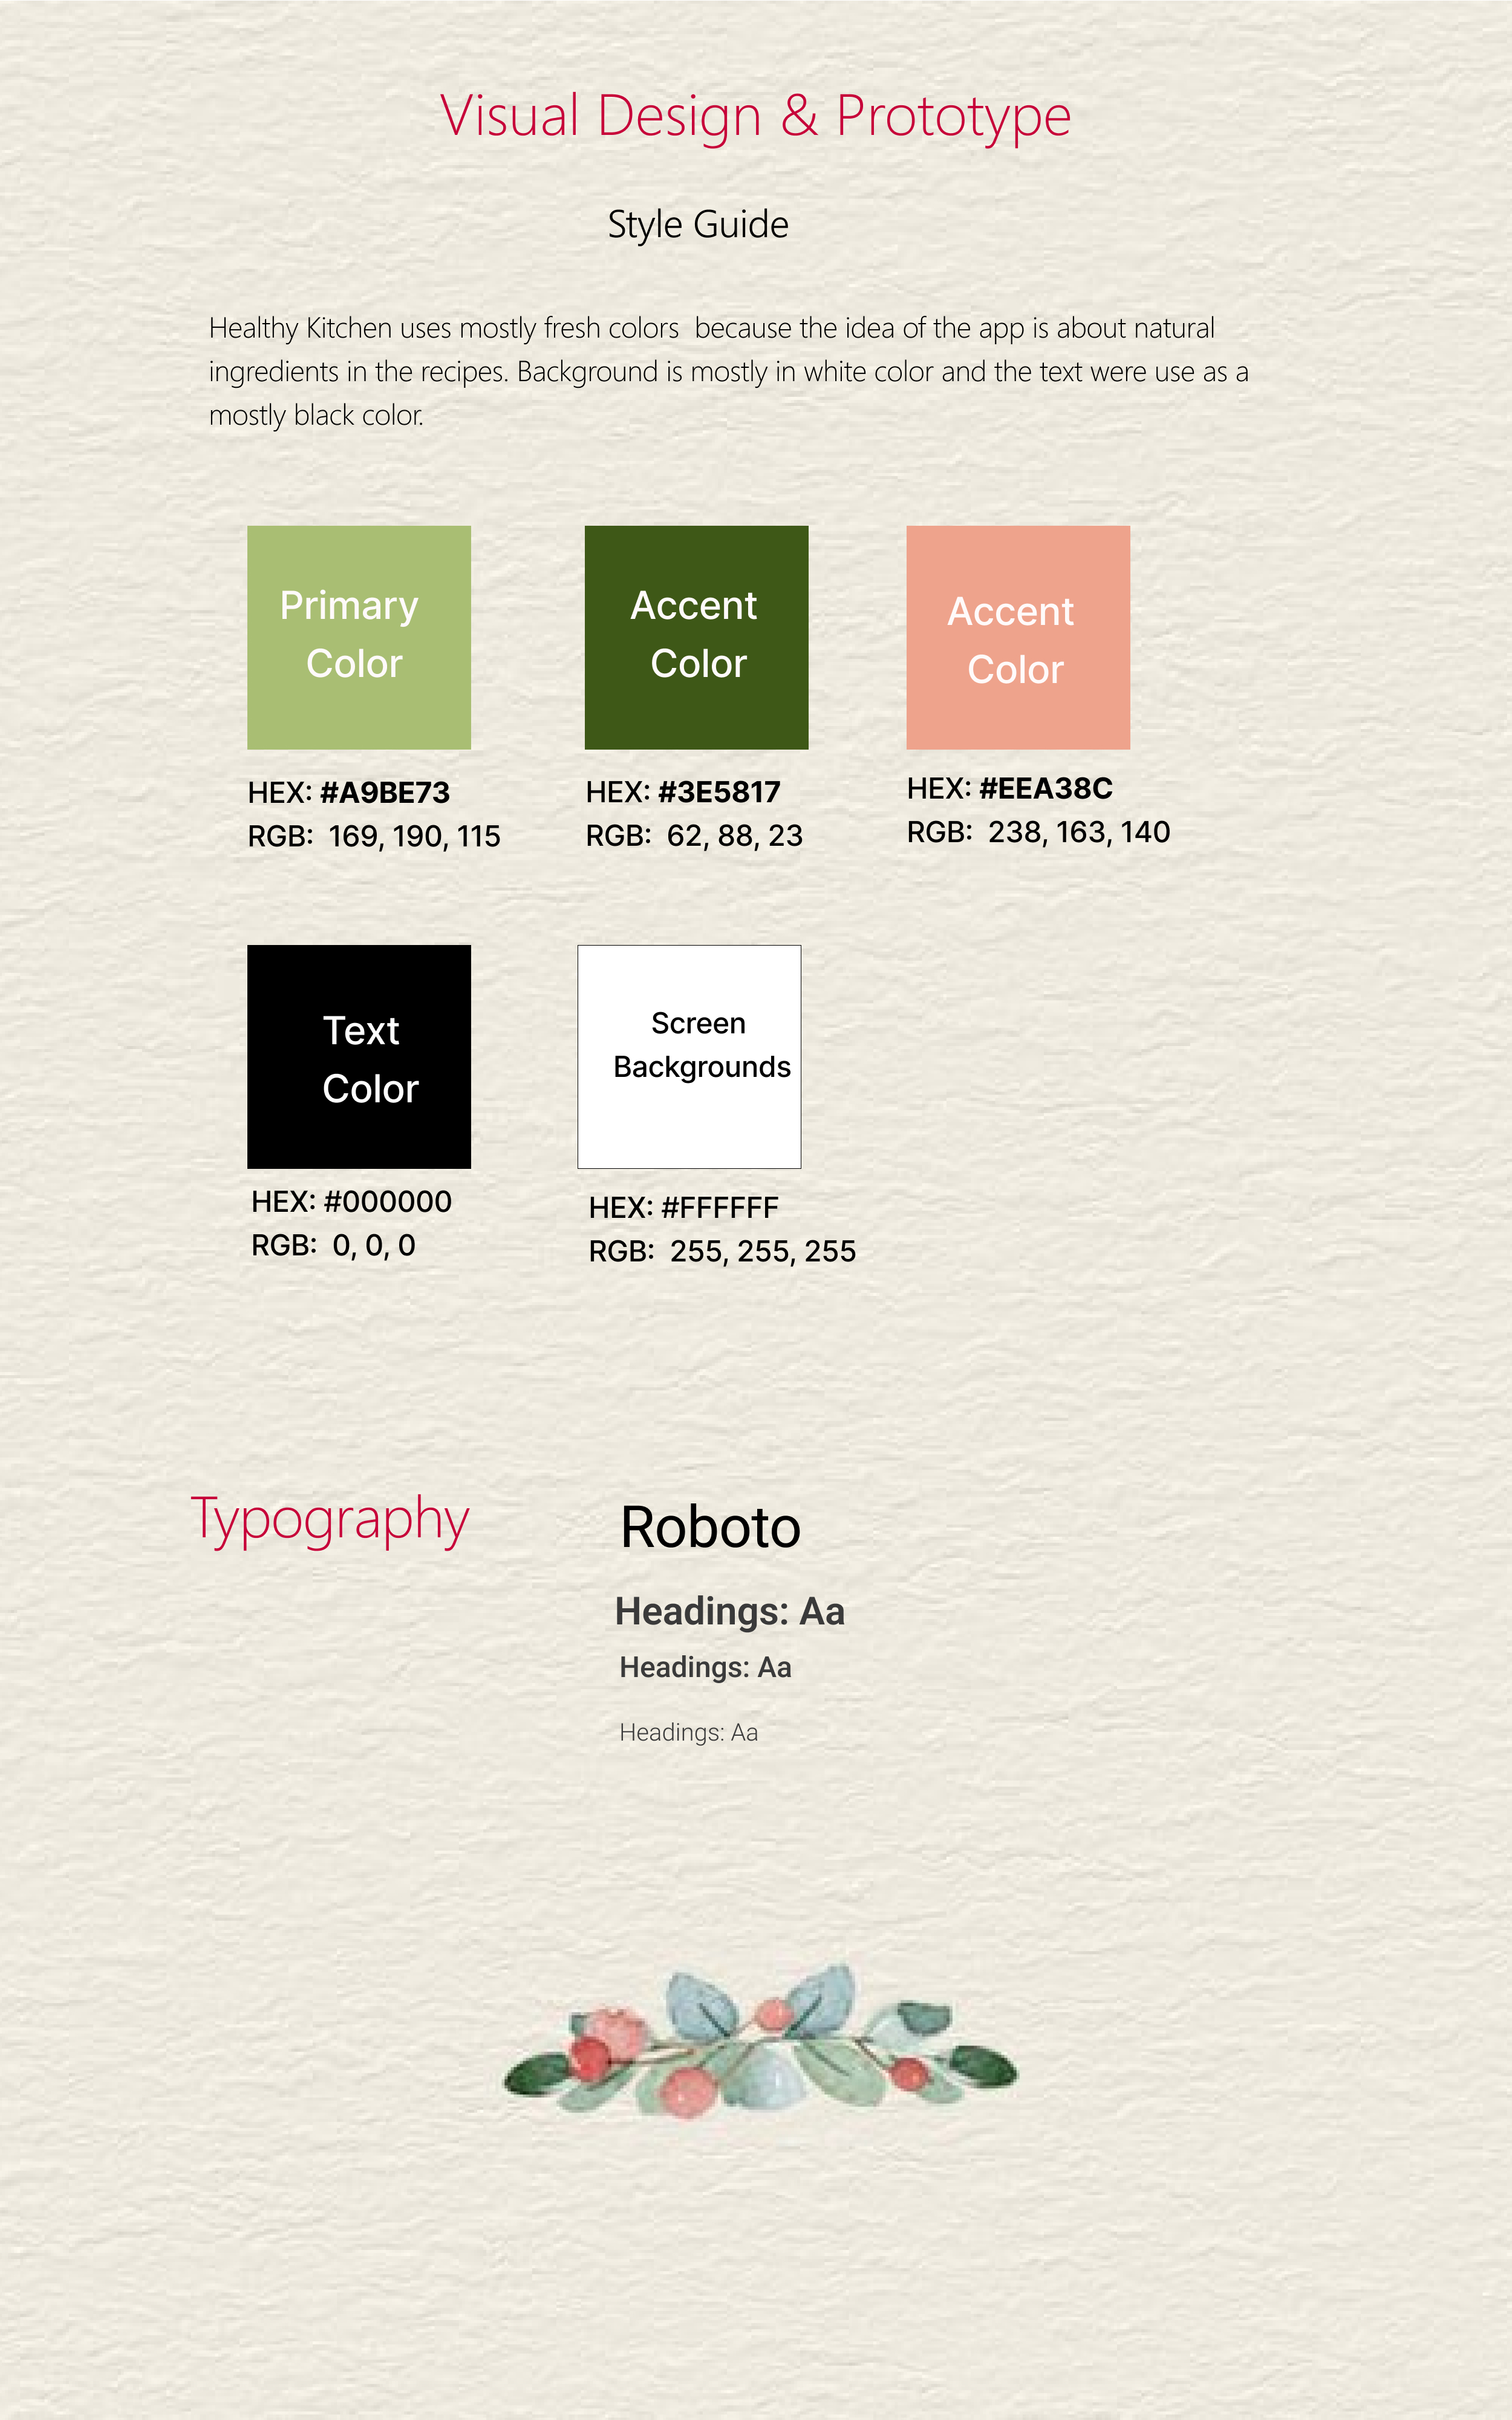 Visual Design & Prototype
Style Guide
Healthy Kitchen uses mostly fresh colors  because the idea of the app is about natural
ingredients in the recipes. Background is mostly in white color and the text were use as a
mostly black color.
Primary
Color
HEX: #A9BE73
RGB:  169, 190, 115
Accent
Color
HEX: #3E5817
RGB:  62, 88, 23
Accent
Color
HEX: #EEA38C
RGB:  238, 163, 140
Text
Color
HEX: #000000
RGB:  0, 0, 0
Screen
Backgrounds
HEX: #FFFFFF
RGB:  255, 255, 255
Typography
Roboto
Headings: Aa
Headings: Aa
Headings: Aa